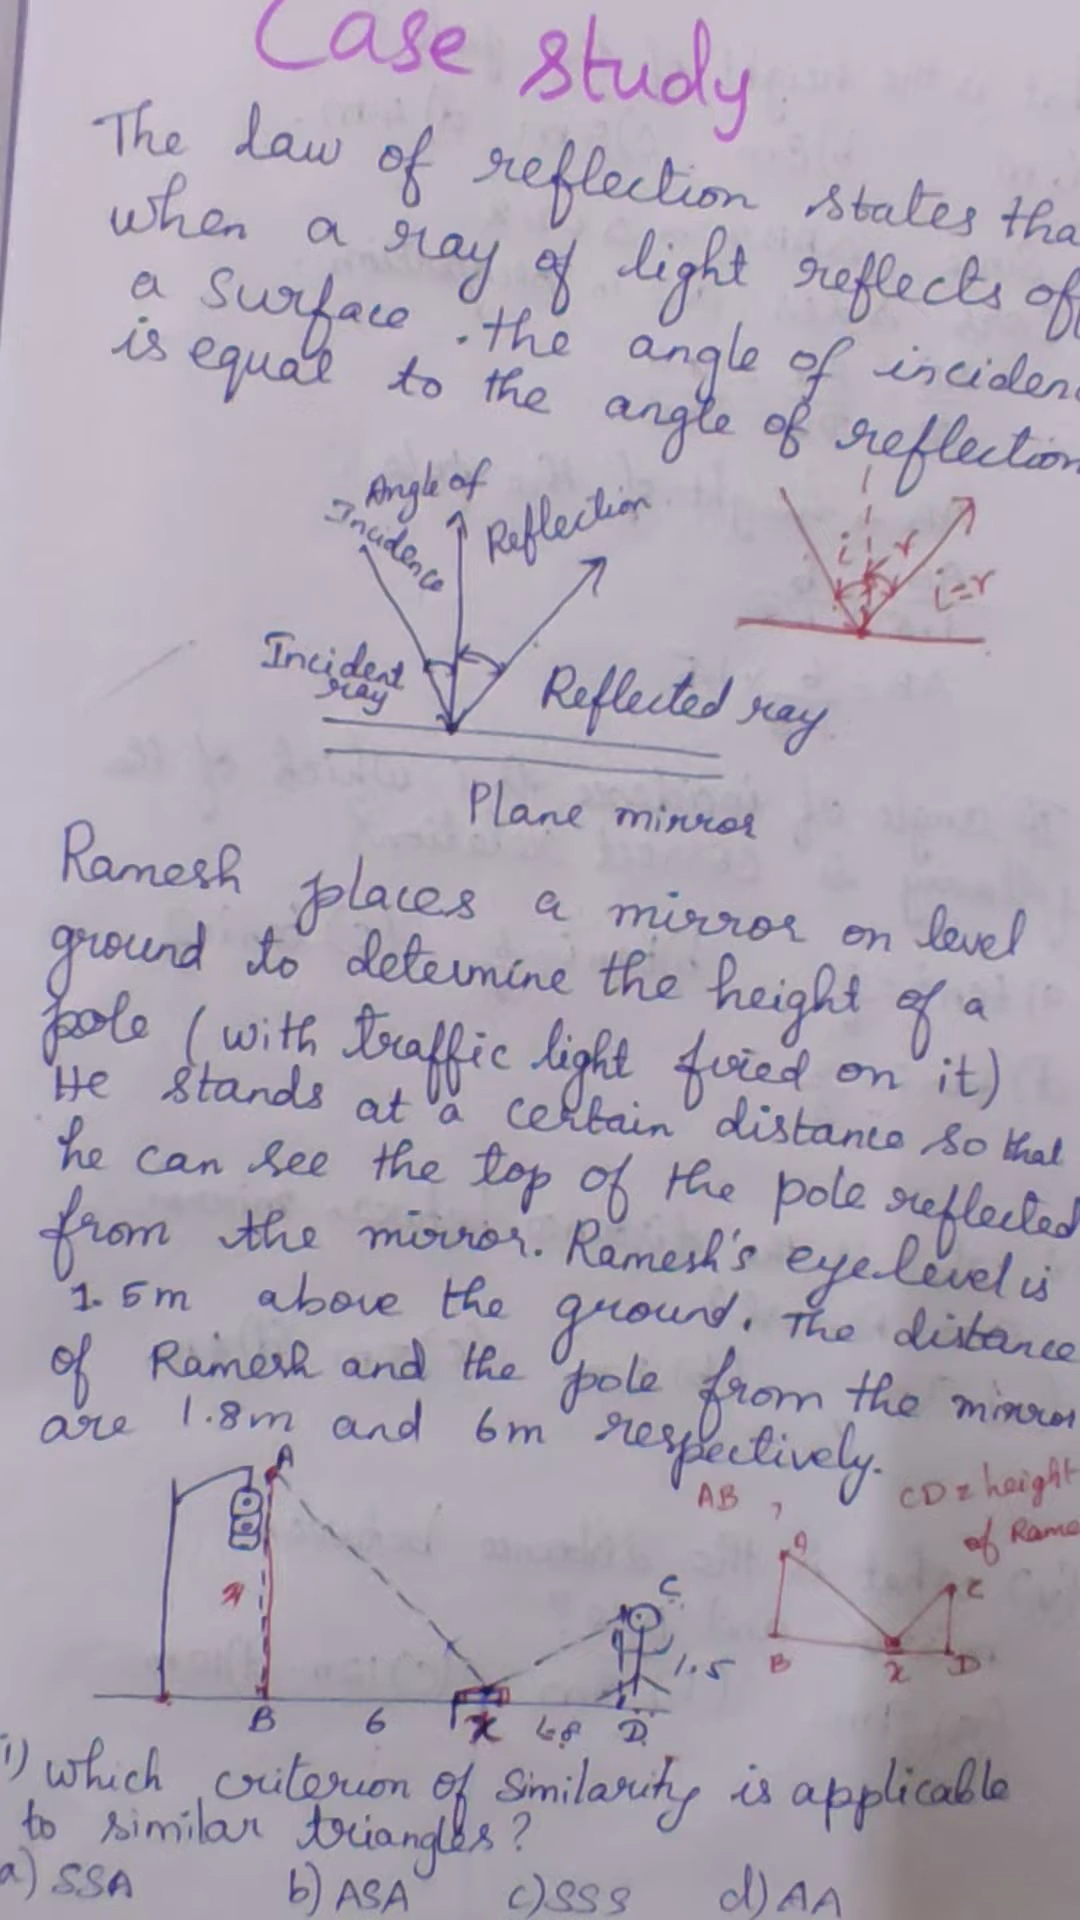 Case study
The law of reflection states tha
when a ray of light reflects of
a surface. the angle of inciden
is equal to the angle of reflection
Angle of
Incidence
Reflection
i r
i=r
Incident
ray
Reflected ray
Plane mirror
Ramesh places a mirror on level
ground to determine the height of a
pole (with traffic light fixed on it)
He stands at a certain distance so that
he can see the top of the pole reflected
from the mirror. Ramesh's eye level is
1.5m above the ground. The distance
of Ramesh and the pole from the mirror
are 1.8m and 6m respectively.
A
AB ,
CD = height
of Rame
A
C
C
x
1.5
B x D
B 6 x 1.8 D
i) which criterion of similarity is applicable
to similar triangles?
a) SSA b) ASA c) SSS d) AA